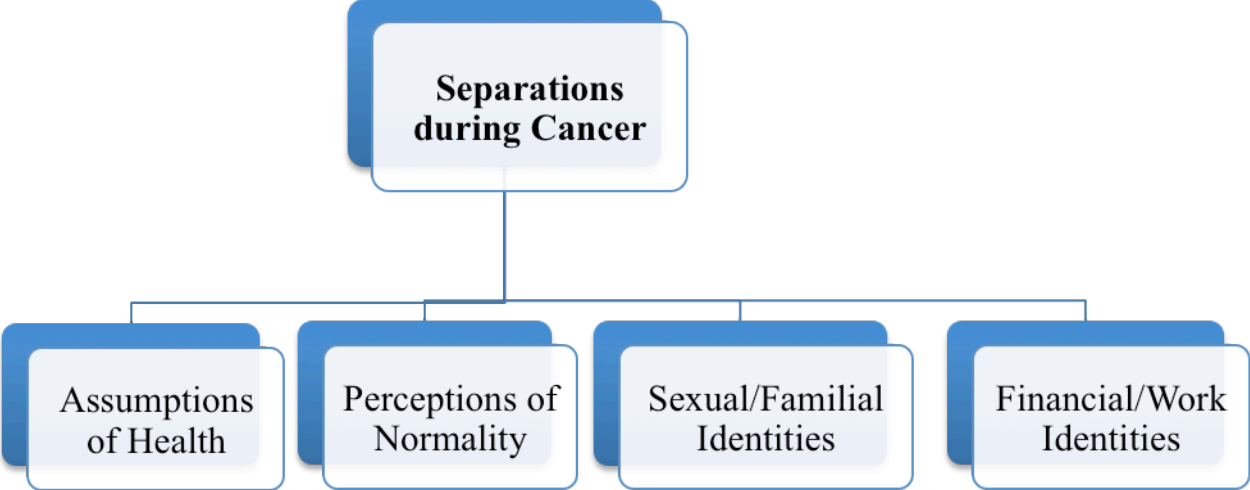 Separations
during Cancer
Assumptions
of Health
Perceptions of
Normality
Sexual/Familial
Identities
Financial/Work
Identities